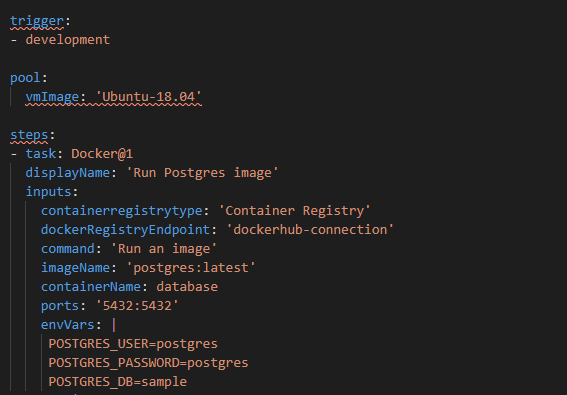 trigger:
- development
pool:
vmImage: 'Ubuntu-18.04'
steps:
- task: Docker@1
displayName: 'Run Postgres image'
inputs:
containerregistrytype: 'Container Registry'
dockerRegistryEndpoint: 'dockerhub-connection'
command: 'Run an image'
imageName: 'postgres:latest'
containerName: database
ports: '5432:5432'
envVars: |
POSTGRES_USER=postgres
POSTGRES_PASSWORD=postgres
POSTGRES_DB=sample